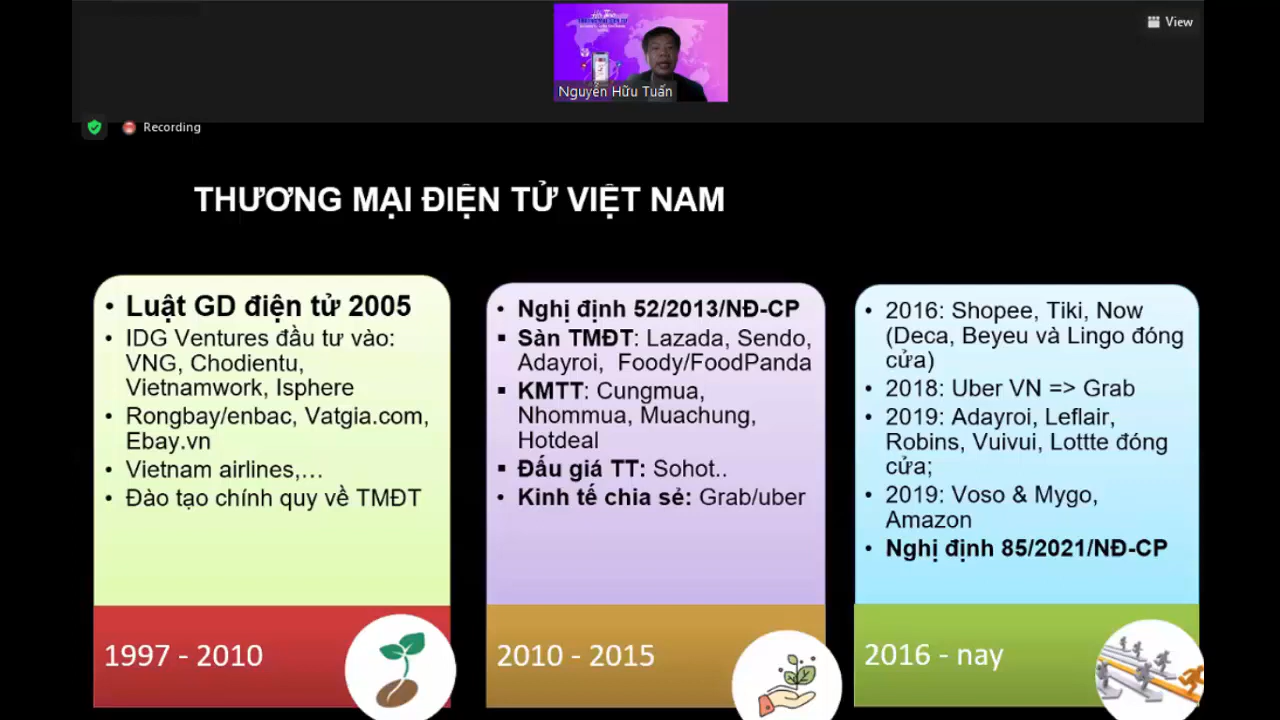 View
Nguyễn Hữu Tuấn
Recording
THƯƠNG MẠI ĐIỆN TỬ VIỆT NAM
• Luật GD điện tử 2005
• IDG Ventures đầu tư vào:
VNG, Chodientu,
Vietnamwork, Isphere
• Rongbay/enbac, Vatgia.com,
Ebay.vn
• Vietnam airlines,…
• Đào tạo chính quy về TMĐT
1997 - 2010
• Nghị định 52/2013/NĐ-CP
▪ Sàn TMĐT: Lazada, Sendo,
Adayroi, Foody/FoodPanda
▪ KMTT: Cungmua,
Nhommua, Muachung,
Hotdeal
▪ Đấu giá TT: Sohot..
• Kinh tế chia sẻ: Grab/uber
2010 - 2015
• 2016: Shopee, Tiki, Now
(Deca, Beyeu và Lingo đóng
cửa)
• 2018: Uber VN => Grab
• 2019: Adayroi, Leflair,
Robins, Vuivui, Lottte đóng
cửa;
• 2019: Voso & Mygo,
Amazon
• Nghị định 85/2021/NĐ-CP
2016 - nay